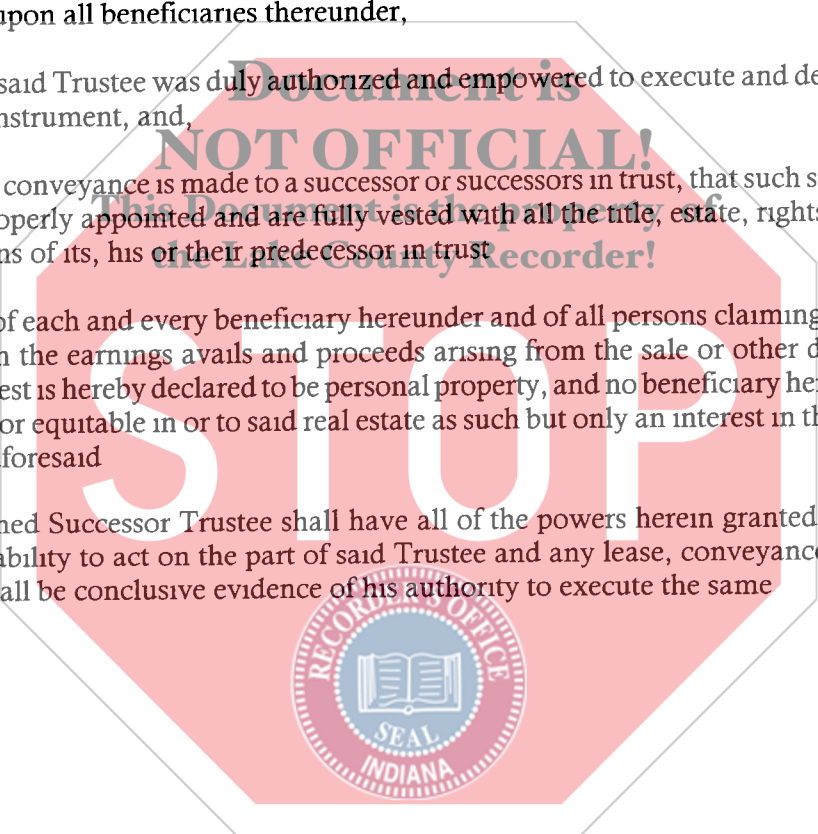 upon all beneficiaries thereunder,
Document is
said Trustee was duly authorized and empowered to execute and de
nstrument, and,
NOT OFFICIAL!
conveyance is made to a successor or successors in trust, that such s
This Document is the property of
operly appointed and are fully vested with all the title, estate, rights
ns of its, his or their predecessor in trust
the Lake County Recorder!
of each and every beneficiary hereunder and of all persons claiming
n the earnings avails and proceeds arising from the sale or other d
est is hereby declared to be personal property, and no beneficiary he
or equitable in or to said real estate as such but only an interest in th
foresaid
STOP
ned Successor Trustee shall have all of the powers herein granted
ability to act on the part of said Trustee and any lease, conveyance
all be conclusive evidence of his authority to execute the same
RECORDER'S OFFICE
SEAL
INDIANA